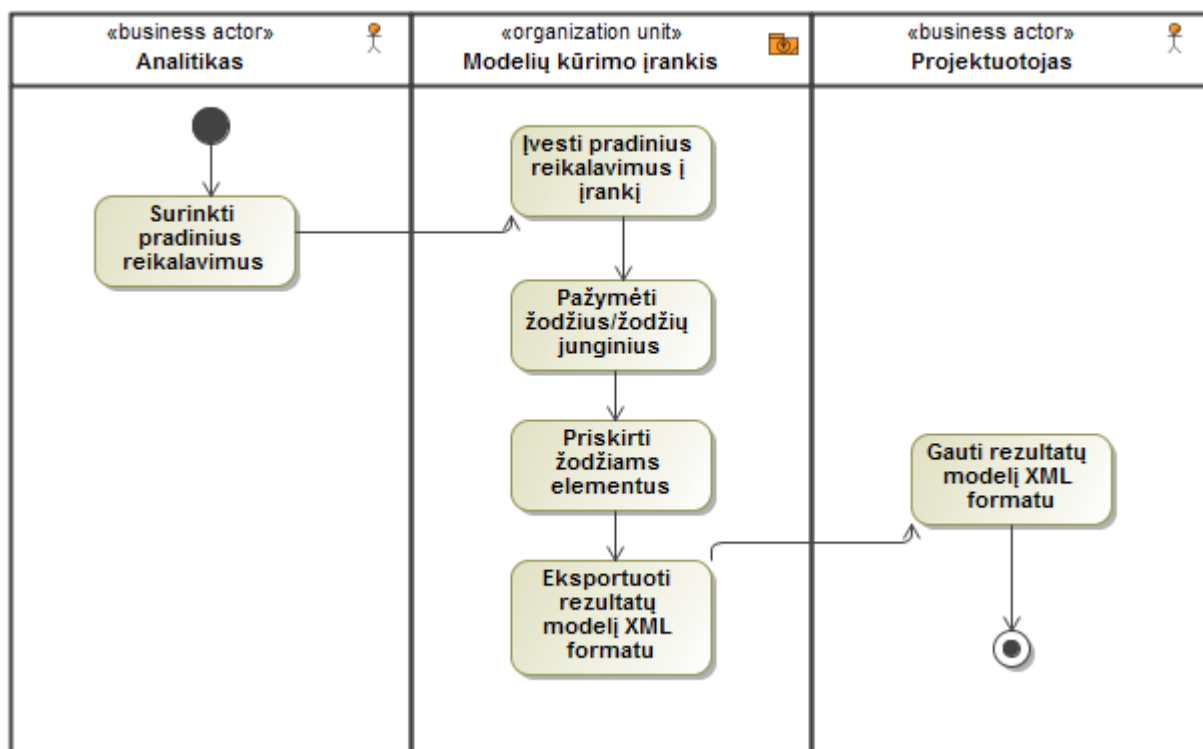 «business actor»
Analitikas
«organization unit»
Modelių kūrimo įrankis
«business actor»
Projektuotojas
Surinkti
pradinius
reikalavimus
Įvesti pradinius
reikalavimus į
įrankį
Pažymėti
žodžius/žodžių
junginius
Priskirti
žodžiams
elementus
Eksportuoti
rezultatų
modelį XML
formatu
Gauti rezultatų
modelį XML
formatu